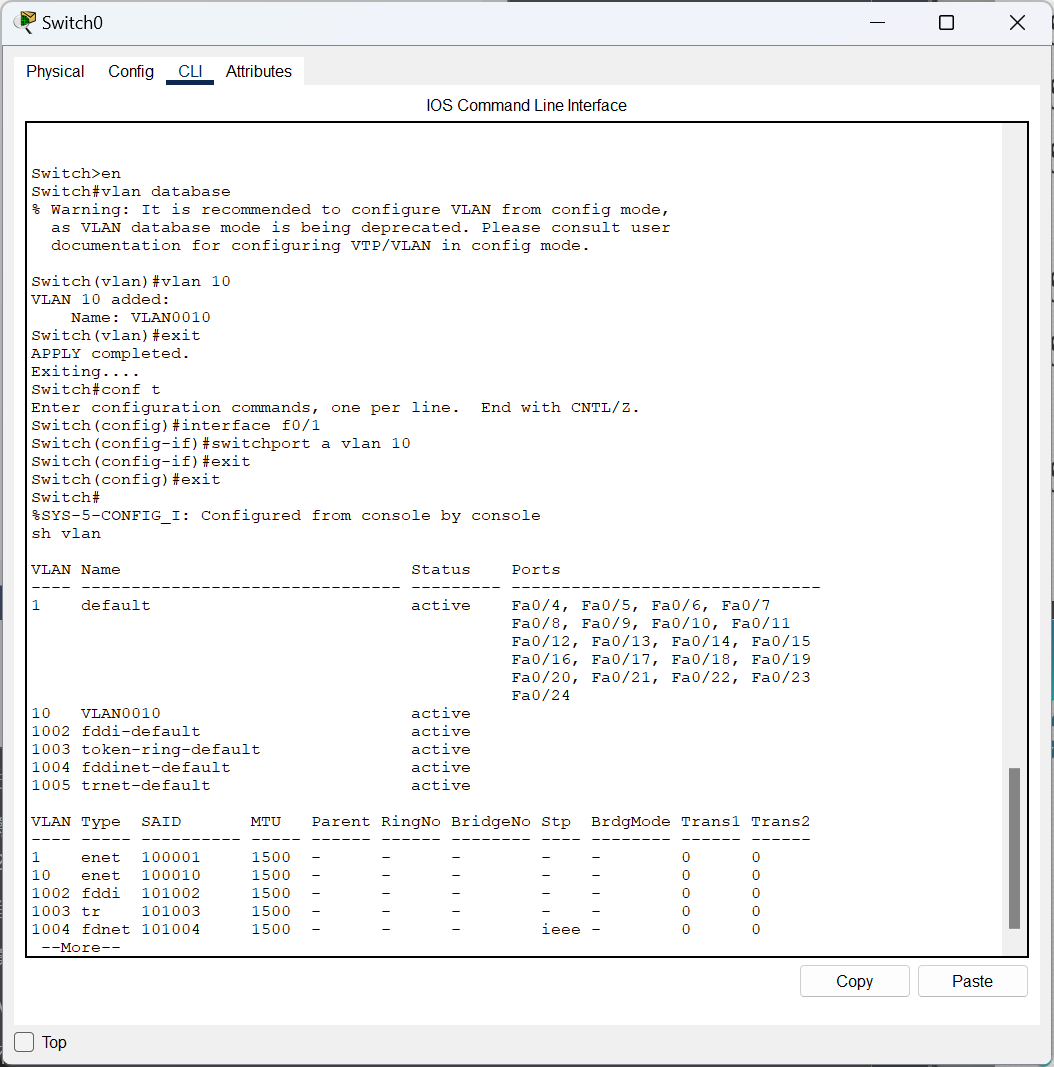 Switch0
Physical Config CLI Attributes
IOS Command Line Interface
Switch>en
Switch#vlan database
% Warning: It is recommended to configure VLAN from config mode,
  as VLAN database mode is being deprecated. Please consult user
  documentation for configuring VTP/VLAN in config mode.
Switch(vlan)#vlan 10
VLAN 10 added:
    Name: VLAN0010
Switch(vlan)#exit
APPLY completed.
Exiting....
Switch#conf t
Enter configuration commands, one per line.  End with CNTL/Z.
Switch(config)#interface f0/1
Switch(config-if)#switchport a vlan 10
Switch(config-if)#exit
Switch(config)#exit
Switch#
%SYS-5-CONFIG_I: Configured from console by console
sh vlan
VLAN Name                             Status    Ports
---- -------------------------------- --------- -------------------------------
1    default                          active    Fa0/4, Fa0/5, Fa0/6, Fa0/7
                                                Fa0/8, Fa0/9, Fa0/10, Fa0/11
                                                Fa0/12, Fa0/13, Fa0/14, Fa0/15
                                                Fa0/16, Fa0/17, Fa0/18, Fa0/19
                                                Fa0/20, Fa0/21, Fa0/22, Fa0/23
                                                Fa0/24
10   VLAN0010                         active
1002 fddi-default                     active
1003 token-ring-default               active
1004 fddinet-default                  active
1005 trnet-default                    active
VLAN Type  SAID       MTU   Parent RingNo BridgeNo Stp  BrdgMode Trans1 Trans2
---- ----- ---------- ----- ------ ------ -------- ---- -------- ------ ------
1    enet  100001     1500  -      -      -        -    -        0      0
10   enet  100010     1500  -      -      -        -    -        0      0
1002 fddi  101002     1500  -      -      -        -    -        0      0
1003 tr    101003     1500  -      -      -        -    -        0      0
1004 fdnet 101004     1500  -      -      -        ieee -        0      0
 --More--
Copy Paste
Top